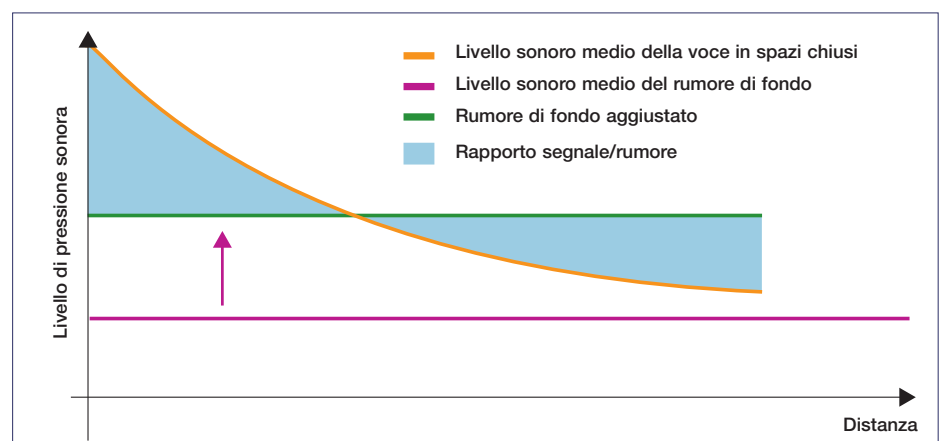 Livello sonoro medio della voce in spazi chiusi
Livello sonoro medio del rumore di fondo
Rumore di fondo aggiustato
Rapporto segnale/rumore
Livello di pressione sonora
Distanza